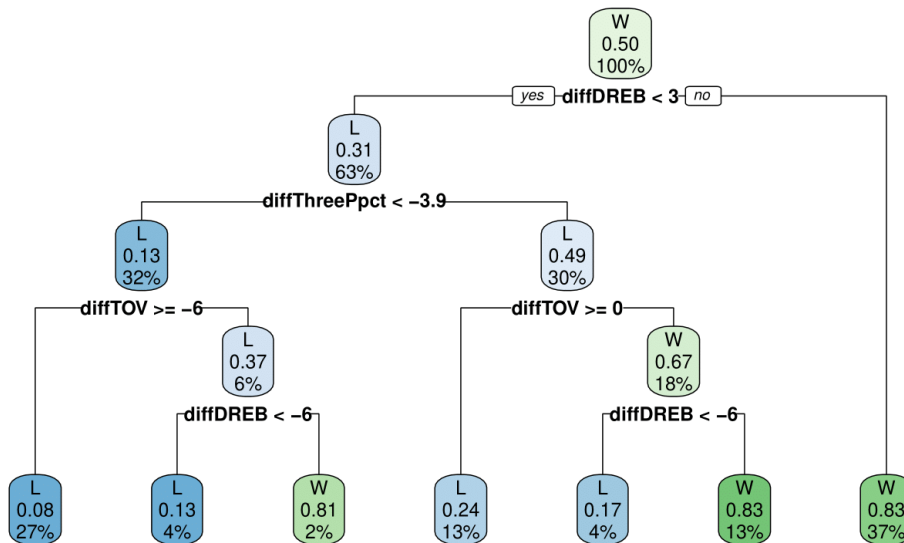 W
0.50
100%
yes diffDREB < 3 no
L
0.31
63%
diffThreePpct < −3.9
L
0.13
32%
L
0.49
30%
diffTOV >= −6
diffTOV >= 0
L
0.37
6%
W
0.67
18%
diffDREB < −6
diffDREB < −6
L
0.08
27%
L
0.13
4%
W
0.81
2%
L
0.24
13%
L
0.17
4%
W
0.83
13%
W
0.83
37%